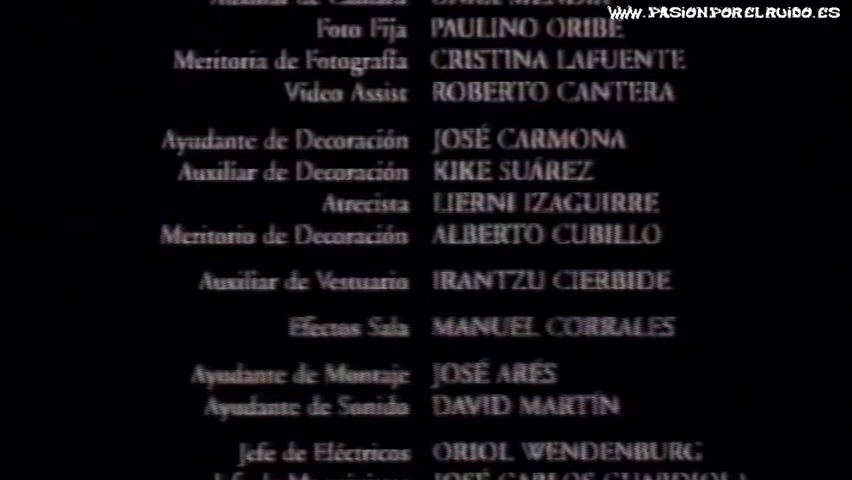 www.PASIONPORELRUIDO.ES
Foto Fija PAULINO ORIBE
Meritoria de Fotografía CRISTINA LAFUENTE
Video Assist ROBERTO CANTERA
Ayudante de Decoración JOSÉ CARMONA
Auxiliar de Decoración KIKE SUÁREZ
Atrecista LIERNI IZAGUIRRE
Meritorio de Decoración ALBERTO CUBILLO
Auxiliar de Vestuario IRANTZU CIERBIDE
Efectos Sala MANUEL CORRALES
Ayudante de Montaje JOSÉ ARÉS
Ayudante de Sonido DAVID MARTÍN
Jefe de Eléctricos ORIOL WENDENBURG
JOSÉ CARLOS